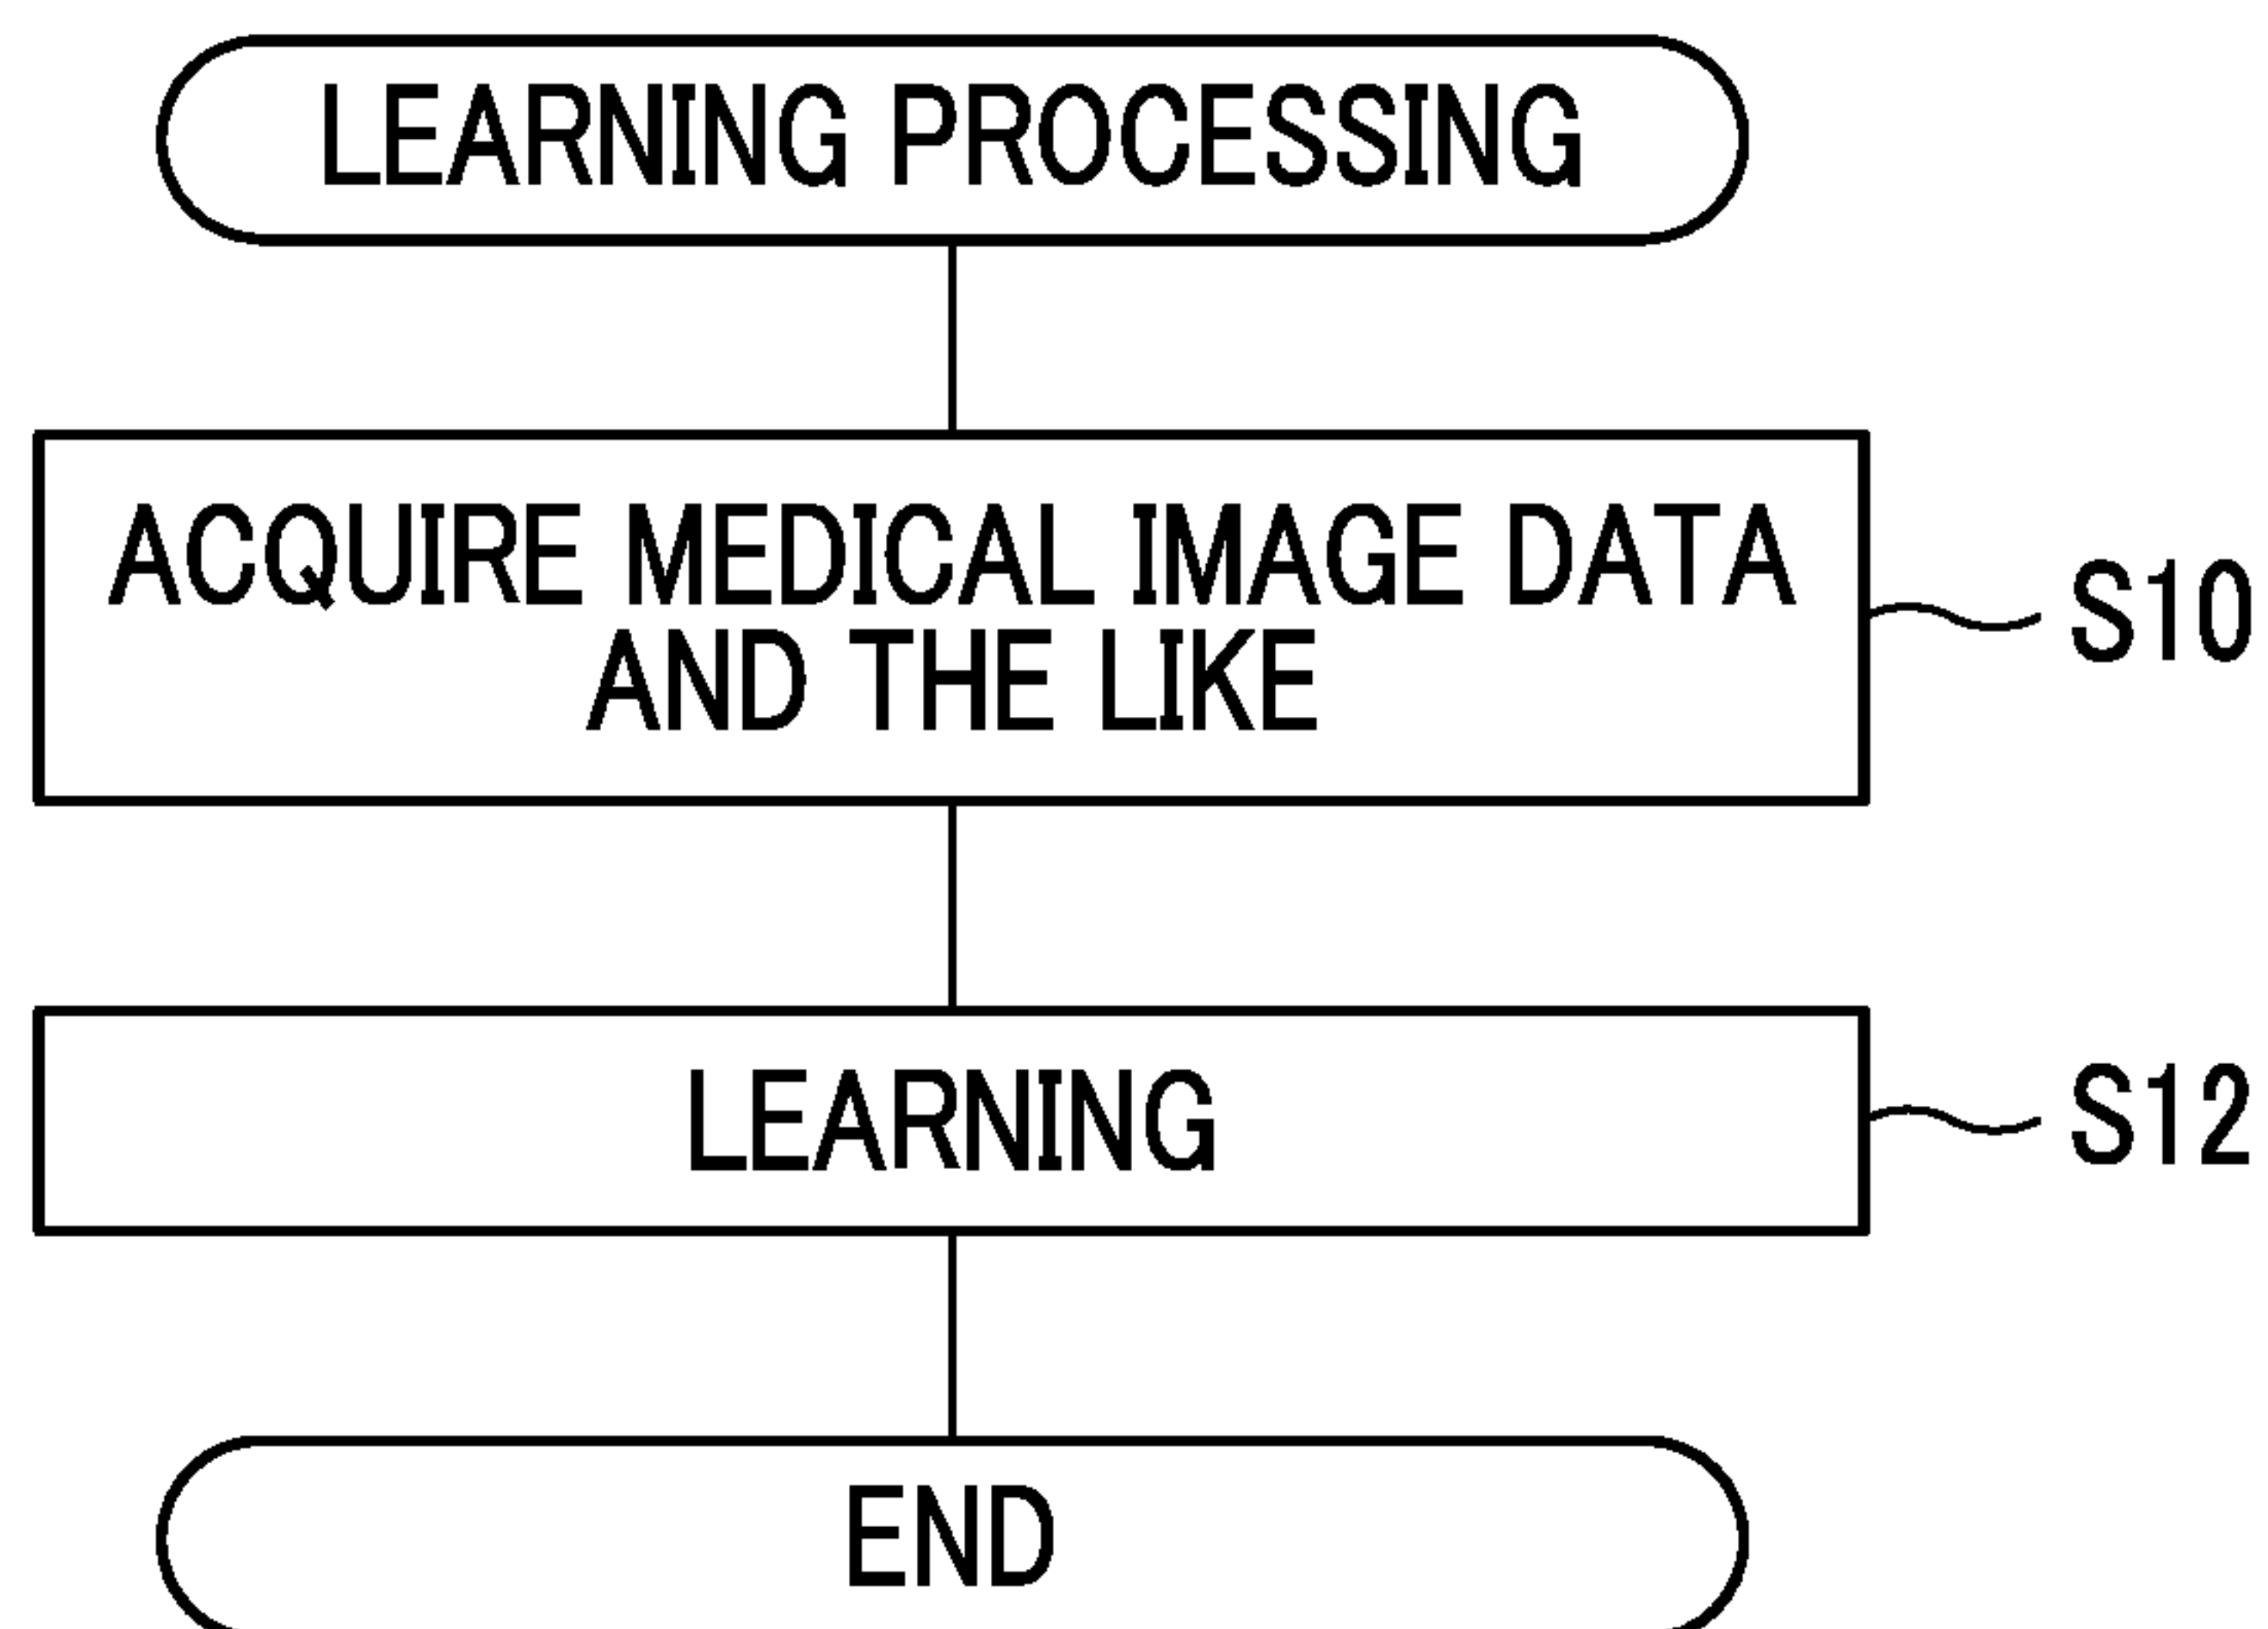 LEARNING PROCESSING
ACQUIRE MEDICAL IMAGE DATA
AND THE LIKE
S10
LEARNING
S12
END